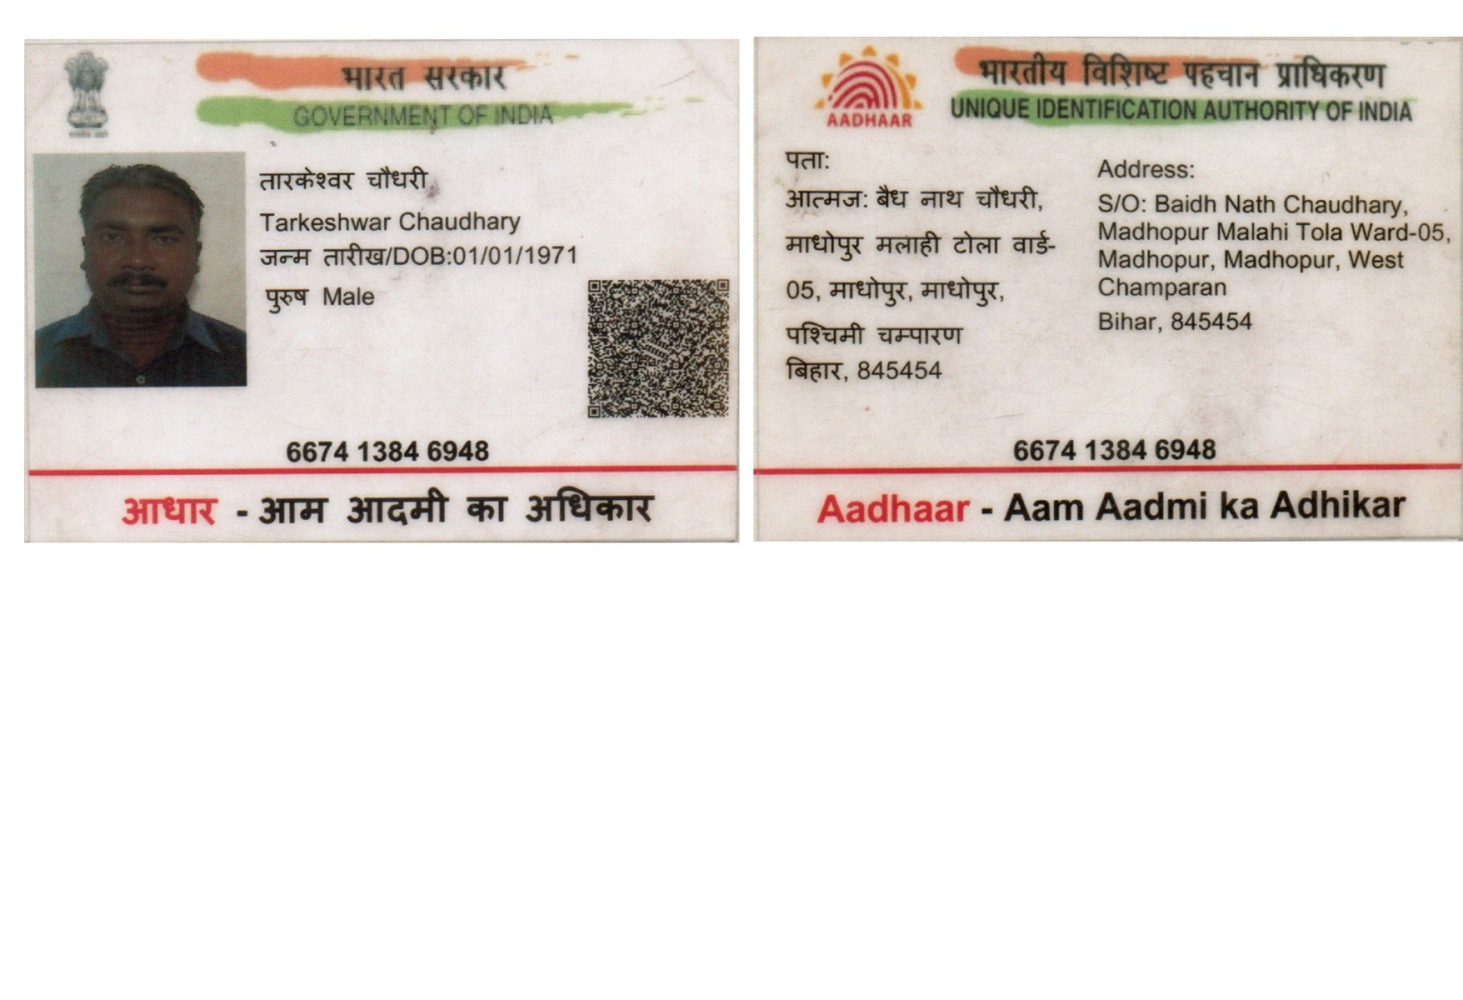 भारत सरकार
GOVERNMENT OF INDIA
तारकेश्वर चौधरी
Tarkeshwar Chaudhary
जन्म तारीख/DOB:01/01/1971
पुरुष Male
6674 1384 6948
आधार - आम आदमी का अधिकार
भारतीय विशिष्ट पहचान प्राधिकरण
UNIQUE IDENTIFICATION AUTHORITY OF INDIA
AADHAAR
पता:
आत्मज: बैध नाथ चौधरी,
माधोपुर मलाही टोला वार्ड-
05, माधोपुर, माधोपुर,
पश्चिमी चम्पारण
बिहार, 845454
Address:
S/O: Baidh Nath Chaudhary,
Madhopur Malahi Tola Ward-05,
Madhopur, Madhopur, West
Champaran
Bihar, 845454
6674 1384 6948
Aadhaar - Aam Aadmi ka Adhikar